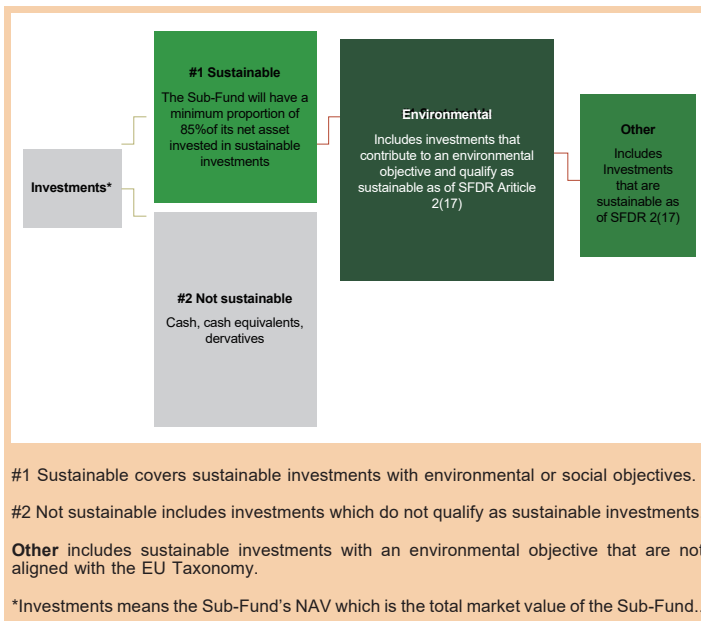 Investments*
#1 Sustainable
The Sub-Fund will have a
minimum proportion of
85%of its net asset
invested in sustainable
investments
#2 Not sustainable
Cash, cash equivalents,
dervatives
Environmental
Includes investments that
contribute to an environmental
objective and qualify as
sustainable as of SFDR Ariticle
2(17)
Other
Includes
Investments
that are
sustainable as
of SFDR 2(17)
#1 Sustainable covers sustainable investments with environmental or social objectives.
#2 Not sustainable includes investments which do not qualify as sustainable investments
Other includes sustainable investments with an environmental objective that are not
aligned with the EU Taxonomy.
*Investments means the Sub-Fund's NAV which is the total market value of the Sub-Fund..